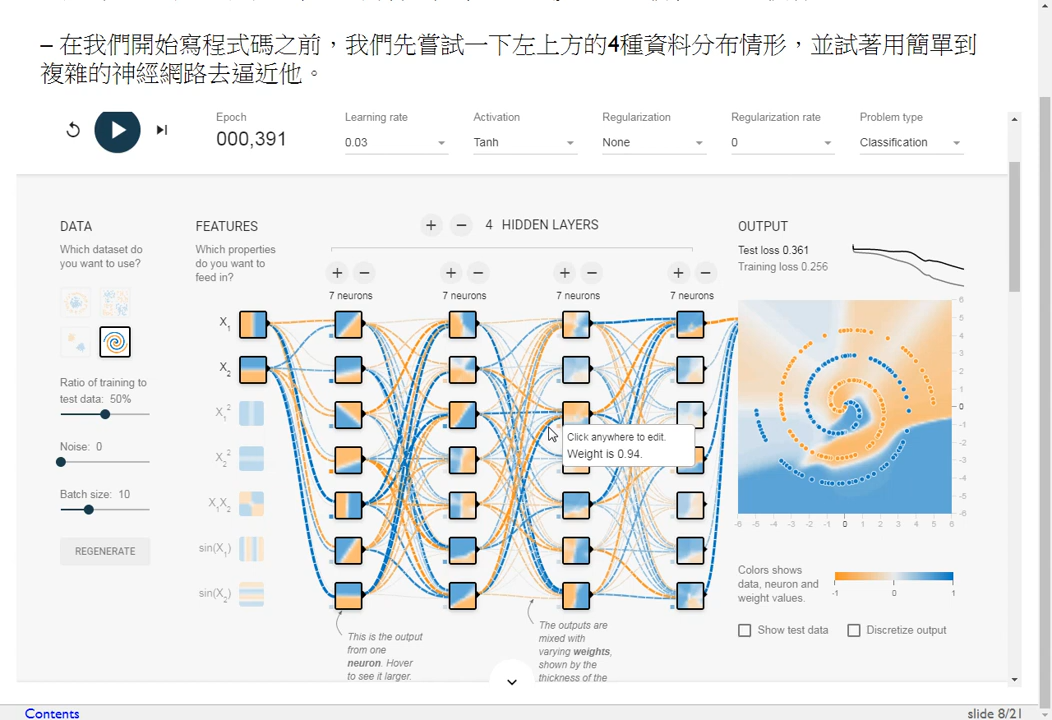 – 在我們開始寫程式碼之前，我們先嘗試一下左上方的4種資料分布情形，並試著用簡單到
複雜的神經網路去逼近他。
Epoch
000,391
Learning rate
0.03
Activation
Tanh
Regularization
None
Regularization rate
0
Problem type
Classification
DATA
Which dataset do
you want to use?
Ratio of training to
test data: 50%
Noise: 0
Batch size: 10
REGENERATE
FEATURES
Which properties
do you want to
feed in?
X1
X2
X1²
X2²
X1X2
sin(X1)
sin(X2)
+ − 4 HIDDEN LAYERS
+ − + − + − + −
7 neurons 7 neurons 7 neurons 7 neurons
Click anywhere to edit.
Weight is 0.94.
This is the output
from one
neuron. Hover
to see it larger.
The outputs are
mixed with
varying weights,
shown by the
thickness of the
OUTPUT
Test loss 0.361
Training loss 0.256
6
5
4
3
2
1
0
-1
-2
-3
-4
-5
-6
-6 -5 -4 -3 -2 -1 0 1 2 3 4 5 6
Colors shows
data, neuron and
weight values.
-1 0 1
Show test data
Discretize output
Contents
slide 8/21